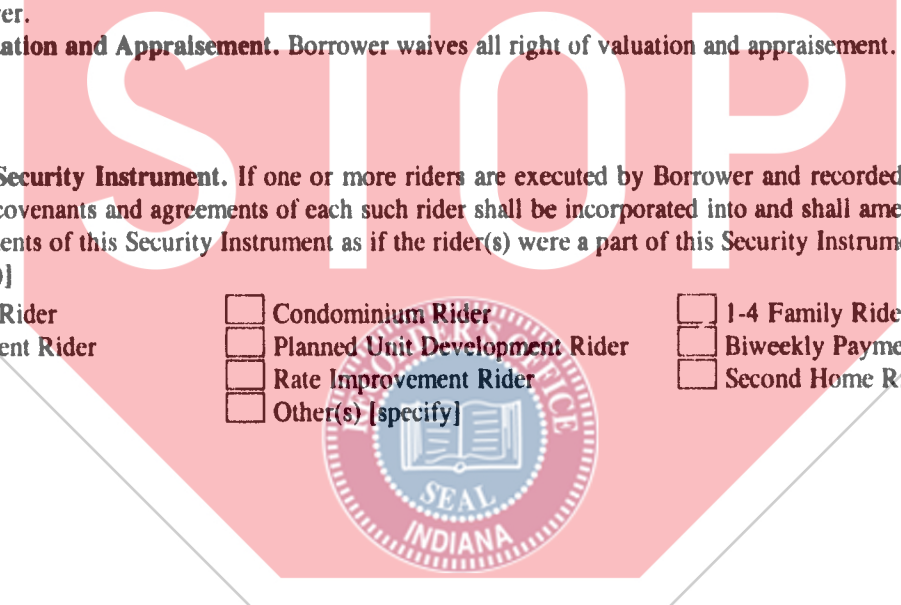 er.
ation and Appraisement. Borrower waives all right of valuation and appraisement.
STOP
Security Instrument. If one or more riders are executed by Borrower and recorded
covenants and agreements of each such rider shall be incorporated into and shall ame
ents of this Security Instrument as if the rider(s) were a part of this Security Instrum
)]
Rider
Condominium Rider
1-4 Family Ride
ent Rider
Planned Unit Development Rider
Biweekly Payme
Rate Improvement Rider
Second Home R
Other(s) [specify]
RECORDER'S OFFICE
SEAL
INDIANA